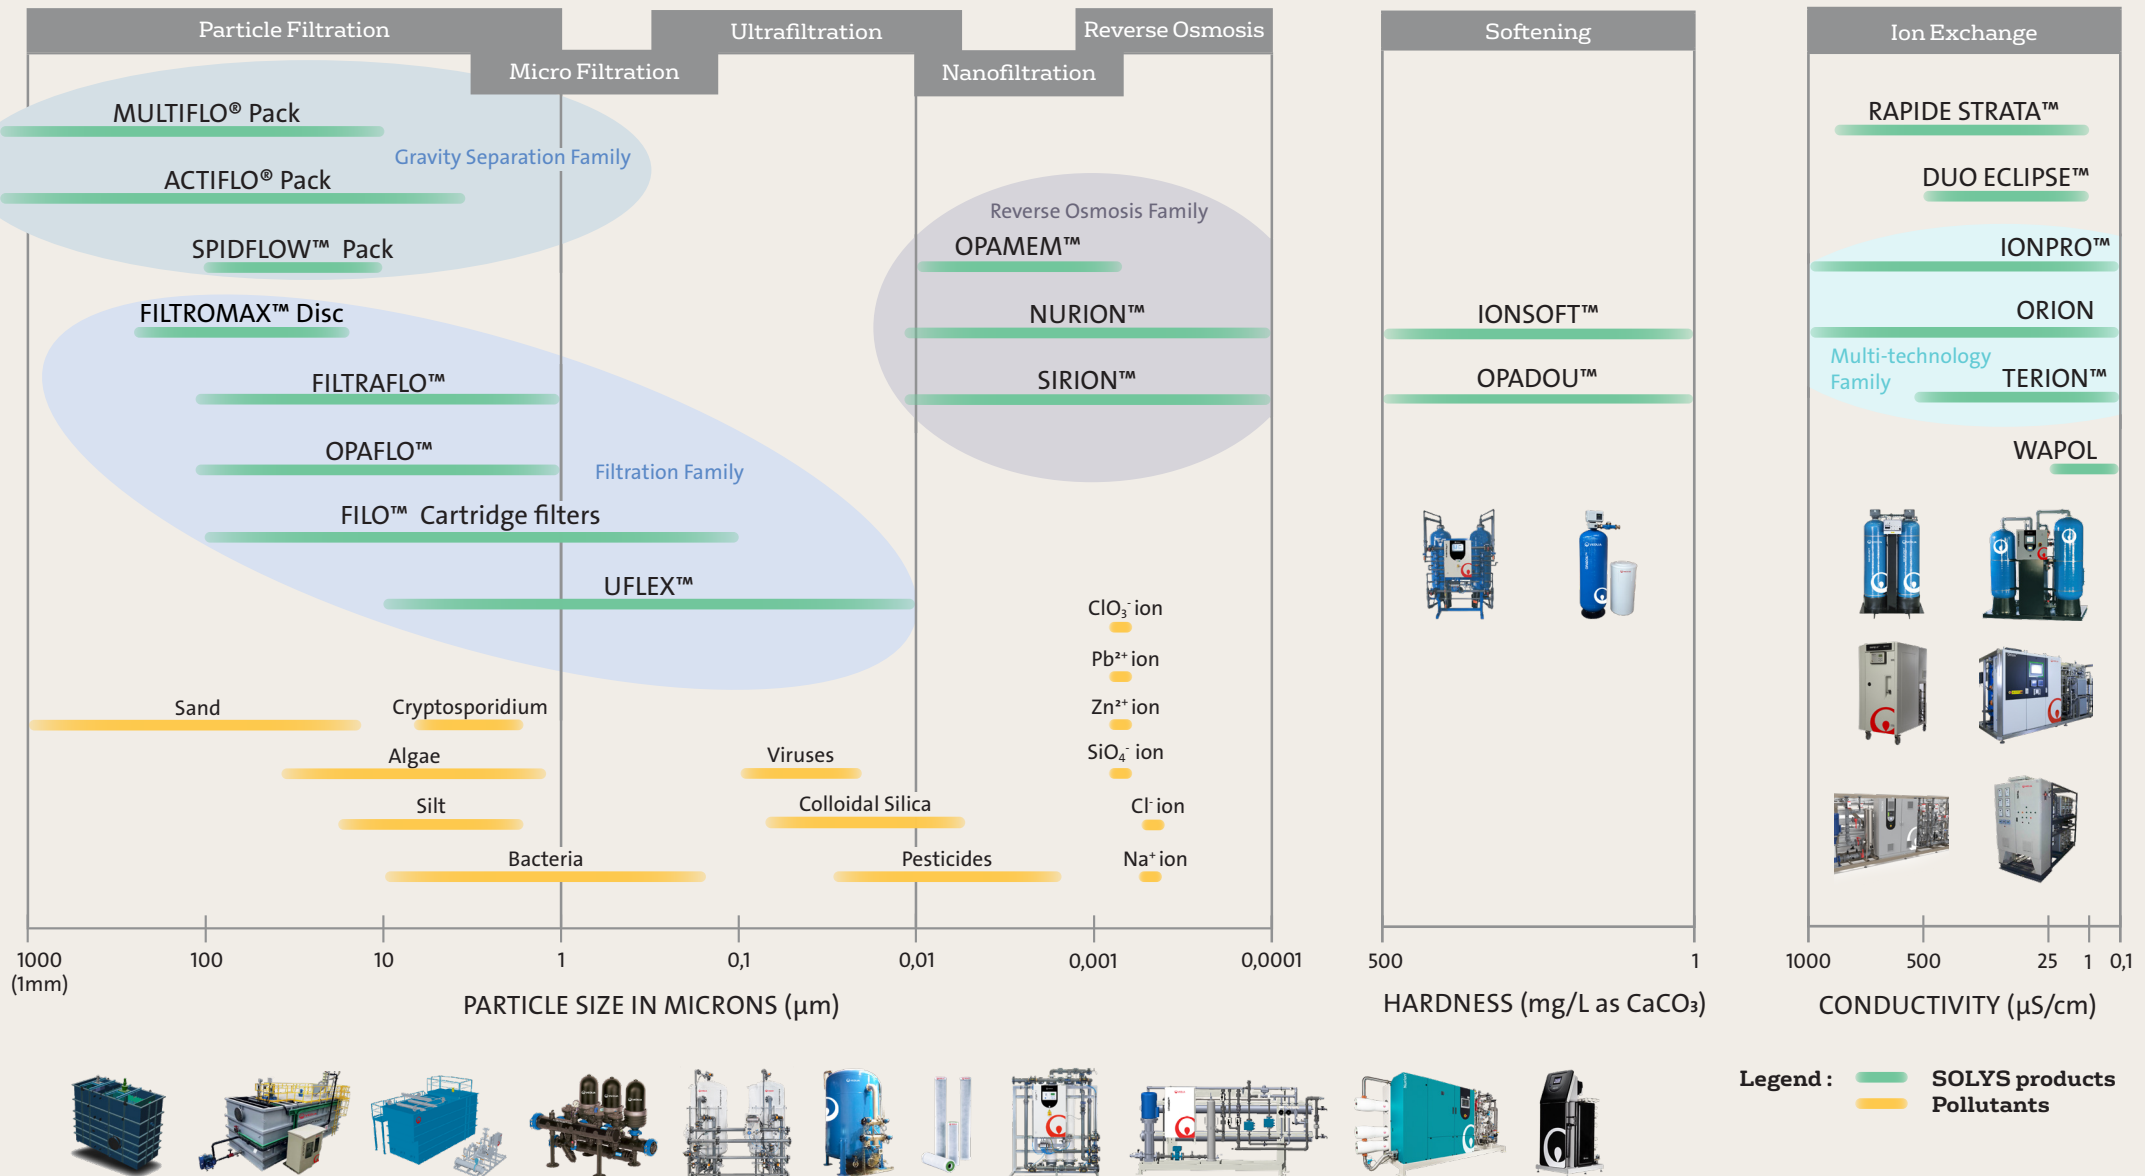 Particle Filtration
Micro Filtration
Ultrafiltration
Nanofiltration
Reverse Osmosis
Softening
Ion Exchange
MULTIFLO® Pack
Gravity Separation Family
ACTIFLO® Pack
SPIDFLOW™ Pack
FILTROMAX™ Disc
FILTRAFLO™
OPAFLO™
Filtration Family
FILO™ Cartridge filters
UFLEX™
Reverse Osmosis Family
OPAMEM™
NURION™
SIRION™
IONSOFT™
OPADOU™
RAPIDE STRATA™
DUO ECLIPSE™
IONPRO™
ORION
Multi-technology
Family
TERION™
WAPOL
ClO₃⁻ ion
Pb²⁺ ion
Zn²⁺ ion
SiO₄⁻ ion
Cl⁻ ion
Na⁺ ion
Sand
Cryptosporidium
Algae
Viruses
Silt
Colloidal Silica
Bacteria
Pesticides
1000
(1mm)
100
10
1
0,1
0,01
0,001
0,0001
PARTICLE SIZE IN MICRONS (µm)
500
1
HARDNESS (mg/L as CaCO₃)
1000
500
25
1
0,1
CONDUCTIVITY (µS/cm)
Legend :
SOLYS products
Pollutants